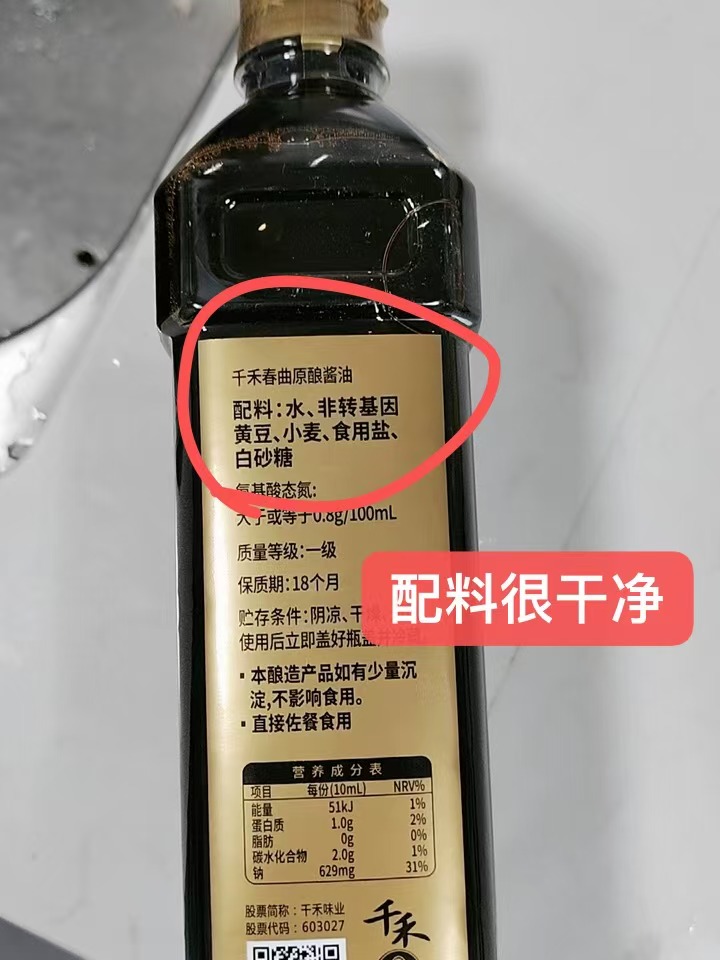 千禾春曲原酿酱油
配料:水、非转基因
黄豆、小麦、食用盐、
白砂糖
氨基酸态氮:
大于或等于0.8g/100mL
质量等级:一级
保质期:18个月
配料很干净
贮存条件:阴凉、干燥
使用后立即盖好瓶盖并冷藏。
▪本酿造产品如有少量沉
淀,不影响食用。
▪直接佐餐食用
营养成分表
项目 每份(10mL) NRV%
能量 51kJ 1%
蛋白质 1.0g 2%
脂肪 0g 0%
碳水化合物 2.0g 1%
钠 629mg 31%
股票简称:千禾味业
股票代码:603027
千禾